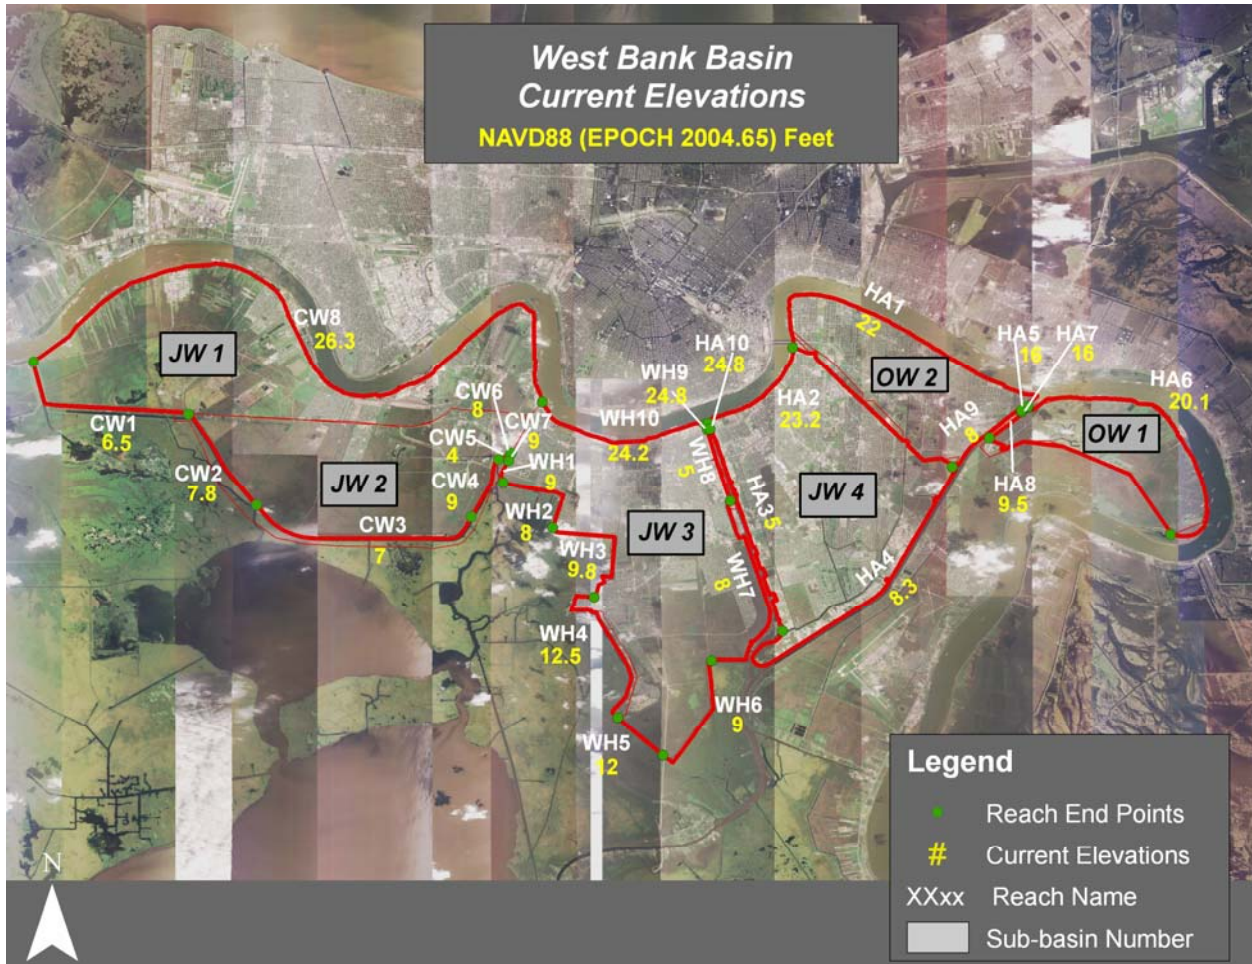 West Bank Basin
Current Elevations
NAVD88 (EPOCH 2004.65) Feet
CW8
26.3
JW 1
HA1
22
HA10
24.8
HA5
16
HA7
16
HA6
20.1
WH9
24.8
OW 2
CW6
8
CW7
9
HA2
23.2
WH10
24.2
HA9
8
OW 1
CW1
6.5
CW5
4
WH1
9
WH8
5
CW2
7.8
JW 2
CW4
9
HA3
5
JW 4
HA8
9.5
WH2
8
JW 3
CW3
7
WH3
9.8
WH7
8
HA4
8.3
WH4
12.5
WH6
9
WH5
12
Legend
Reach End Points
# Current Elevations
XXxx Reach Name
Sub-basin Number
N